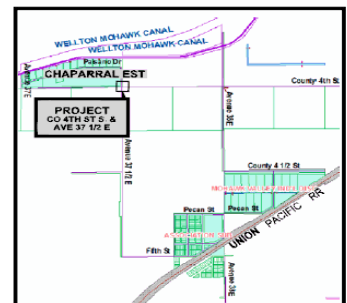 WELLTON MOHAWK CANAL
WELLTON MOHAWK CANAL
Paisano Dr
CHAPARRAL EST
County 4th St
Avenue 37E
PROJECT
CO 4TH ST S. &
AVE 37 1/2 E
Avenue 38E
Avenue 37 1/2 E
County 4 1/2 St
Pecan St
Pecan St
UNION PACIFIC RR
Fifth St
Avenue 38E